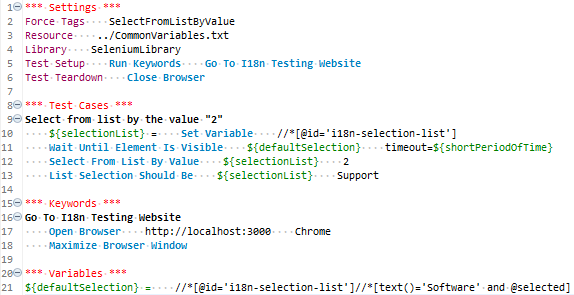 1 *** Settings ***
2 Force Tags    SelectFromListByValue
3 Resource    ../CommonVariables.txt
4 Library    SeleniumLibrary
5 Test Setup    Run Keywords    Go To I18n Testing Website
6 Test Teardown    Close Browser
7
8 *** Test Cases ***
9 Select from list by the value "2"
10     ${selectionList} =    Set Variable    //*[@id='i18n-selection-list']
11     Wait Until Element Is Visible    ${defaultSelection}    timeout=${shortPeriodOfTime}
12     Select From List By Value    ${selectionList}    2
13     List Selection Should Be    ${selectionList}    Support
14
15 *** Keywords ***
16 Go To I18n Testing Website
17     Open Browser    http://localhost:3000    Chrome
18     Maximize Browser Window
19
20 *** Variables ***
21 ${defaultSelection} =    //*[@id='i18n-selection-list']//*[text()='Software' and @selected]